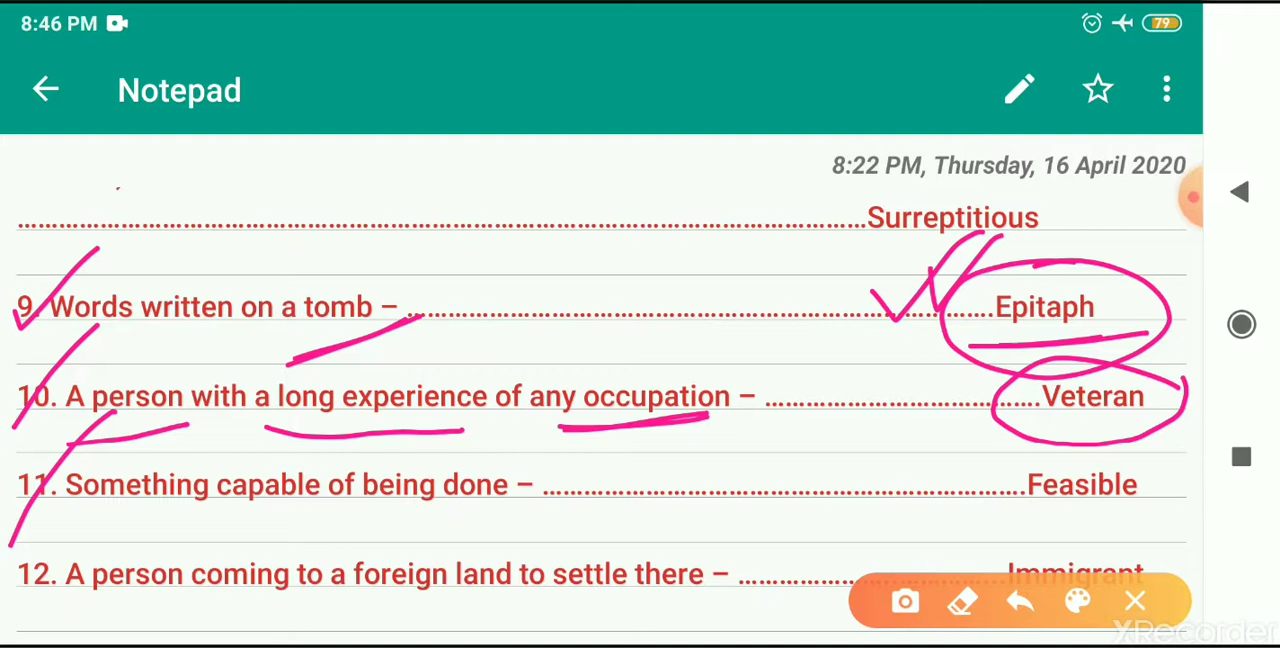 8:46 PM
79
Notepad
8:22 PM, Thursday, 16 April 2020
........................................................................................................................Surreptitious
9. Words written on a tomb – ....................................................................................Epitaph
10. A person with a long experience of any occupation – ........................................Veteran
11. Something capable of being done – ......................................................................Feasible
12. A person coming to a foreign land to settle there – .......................................Immigrant
XRecorder